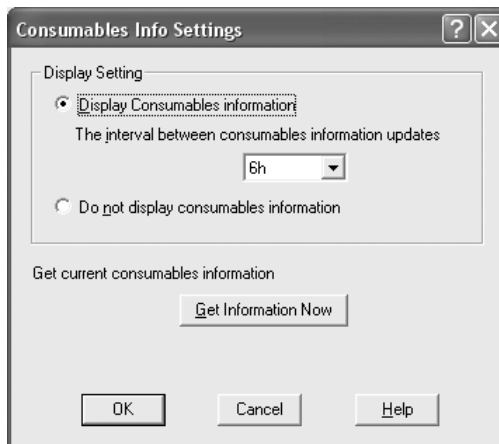 Consumables Info Settings
Display Setting
Display Consumables information
The interval between consumables information updates
6h
Do not display consumables information
Get current consumables information
Get Information Now
OK Cancel Help